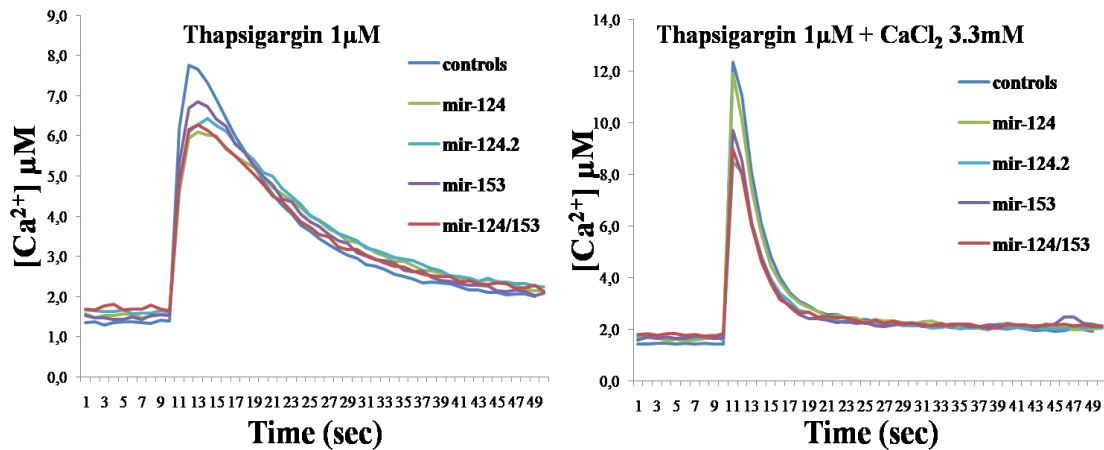 Thapsigargin 1µM
[Ca²⁺] µM
9,0
8,0
7,0
6,0
5,0
4,0
3,0
2,0
1,0
0,0
controls
mir-124
mir-124.2
mir-153
mir-124/153
1 3 5 7 9 11 13 15 17 19 21 23 25 27 29 31 33 35 37 39 41 43 45 47 49
Time (sec)
Thapsigargin 1µM + CaCl₂ 3.3mM
[Ca²⁺] µM
14,0
12,0
10,0
8,0
6,0
4,0
2,0
0,0
controls
mir-124
mir-124.2
mir-153
mir-124/153
1 3 5 7 9 11 13 15 17 19 21 23 25 27 29 31 33 35 37 39 41 43 45 47 49
Time (sec)